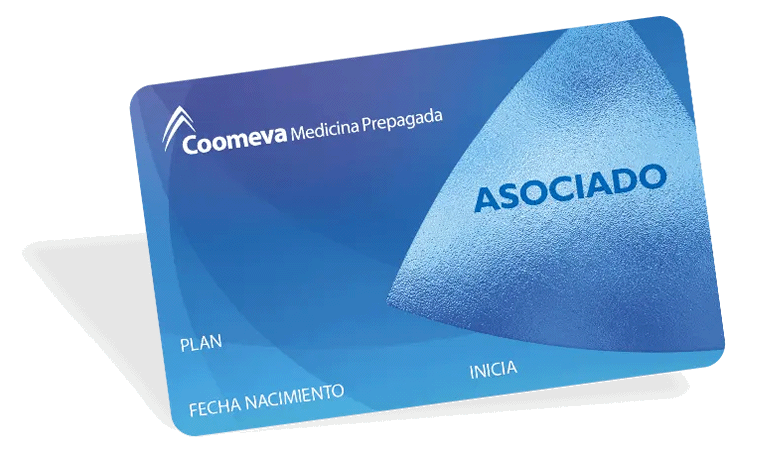 Coomeva Medicina Prepagada
ASOCIADO
PLAN
FECHA NACIMIENTO
INICIA